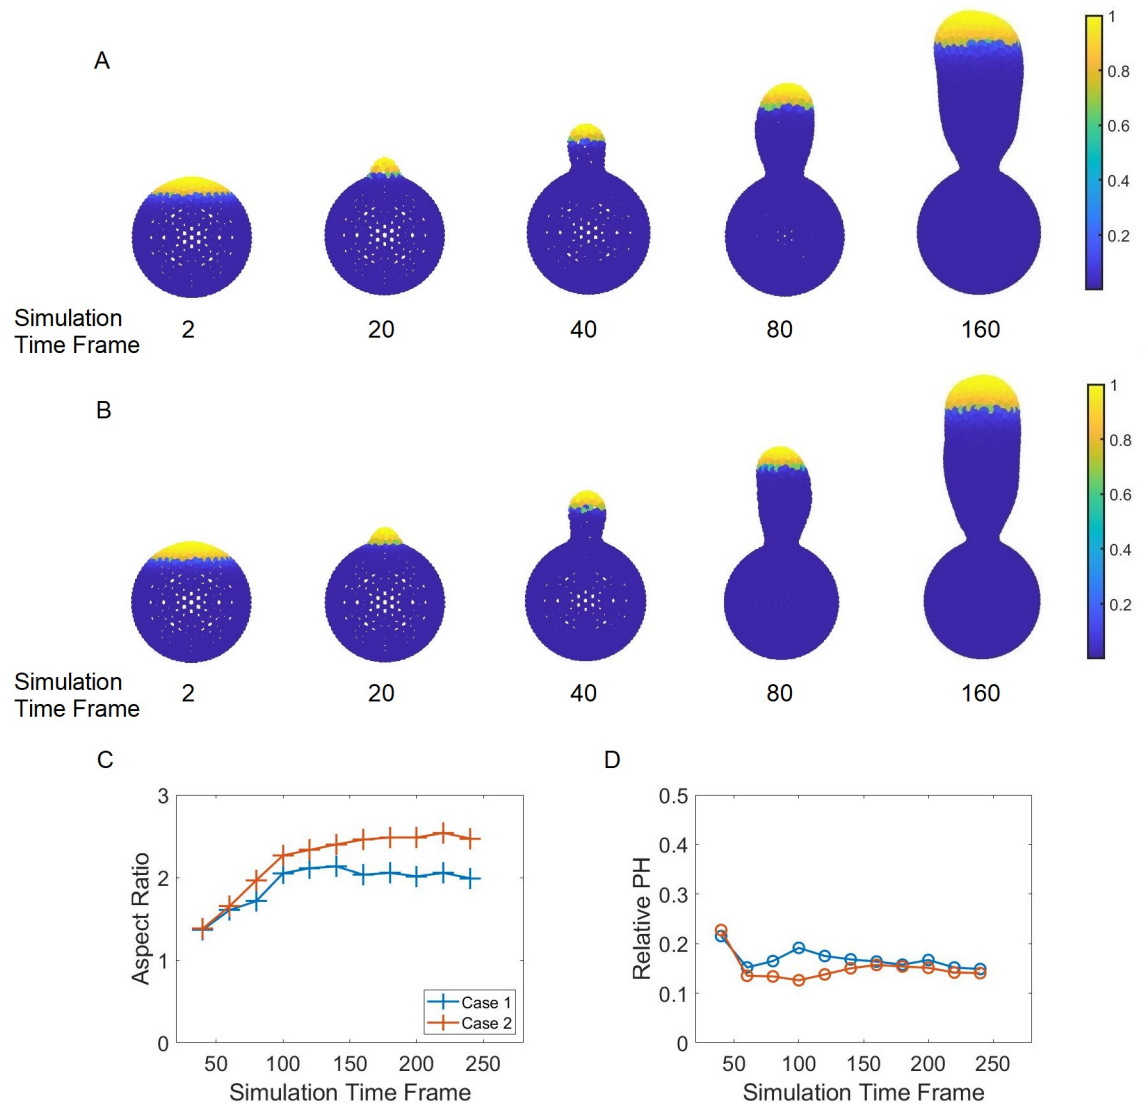 A
1
0.8
0.6
0.4
0.2
Simulation
Time Frame
2
20
40
80
160
B
1
0.8
0.6
0.4
0.2
Simulation
Time Frame
2
20
40
80
160
C
3
2
1
0
Aspect Ratio
50
100
150
200
250
Simulation Time Frame
Case 1
Case 2
D
0.5
0.4
0.3
0.2
0.1
0
Relative PH
50
100
150
200
250
Simulation Time Frame